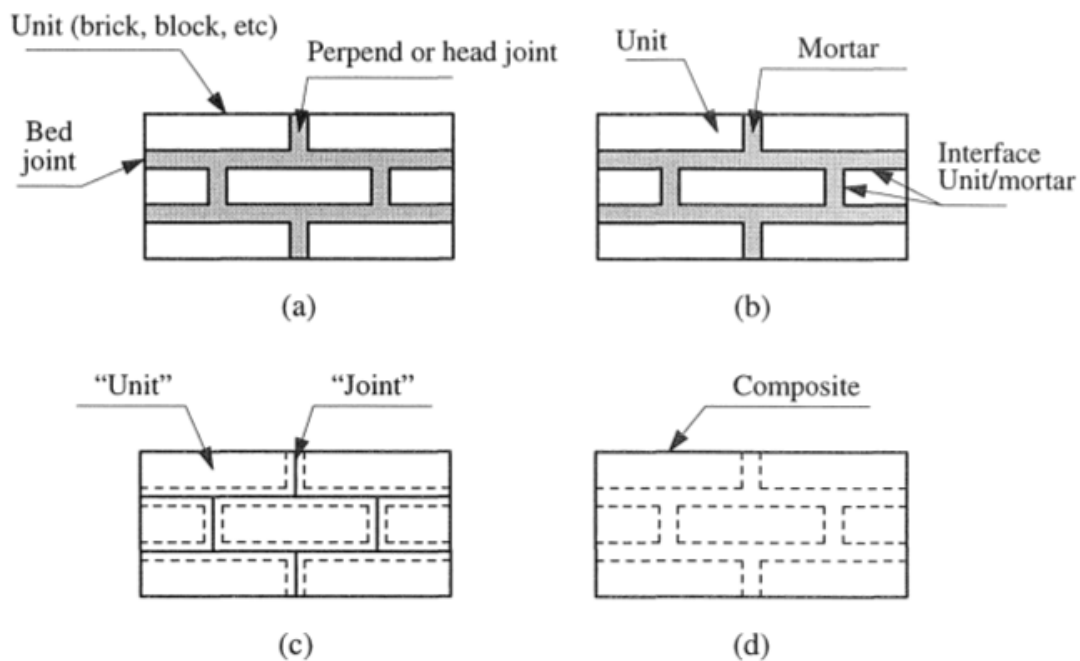 Unit (brick, block, etc)
Perpend or head joint
Bed
joint
(a)
Unit
Mortar
Interface
Unit/mortar
(b)
“Unit”
“Joint”
(c)
Composite
(d)